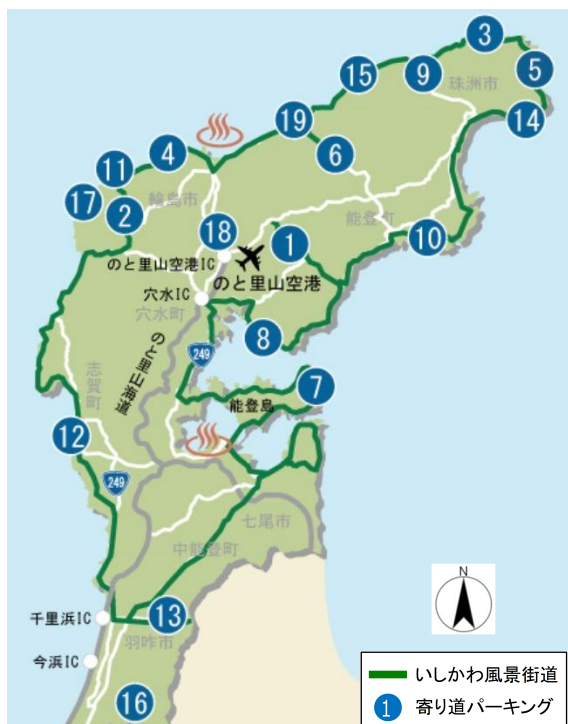 3
5
15
9
珠洲市
14
19
6
4
11
17
2
輪島市
能登町
18
1
10
のと里山空港IC
のと里山空港
穴水IC
穴水町
8
249
のと里山海道
志賀町
7
能登島
12
249
七尾市
中能登町
N
千里浜IC
13
羽咋市
今浜IC
16
いしかわ風景街道
1 寄り道パーキング